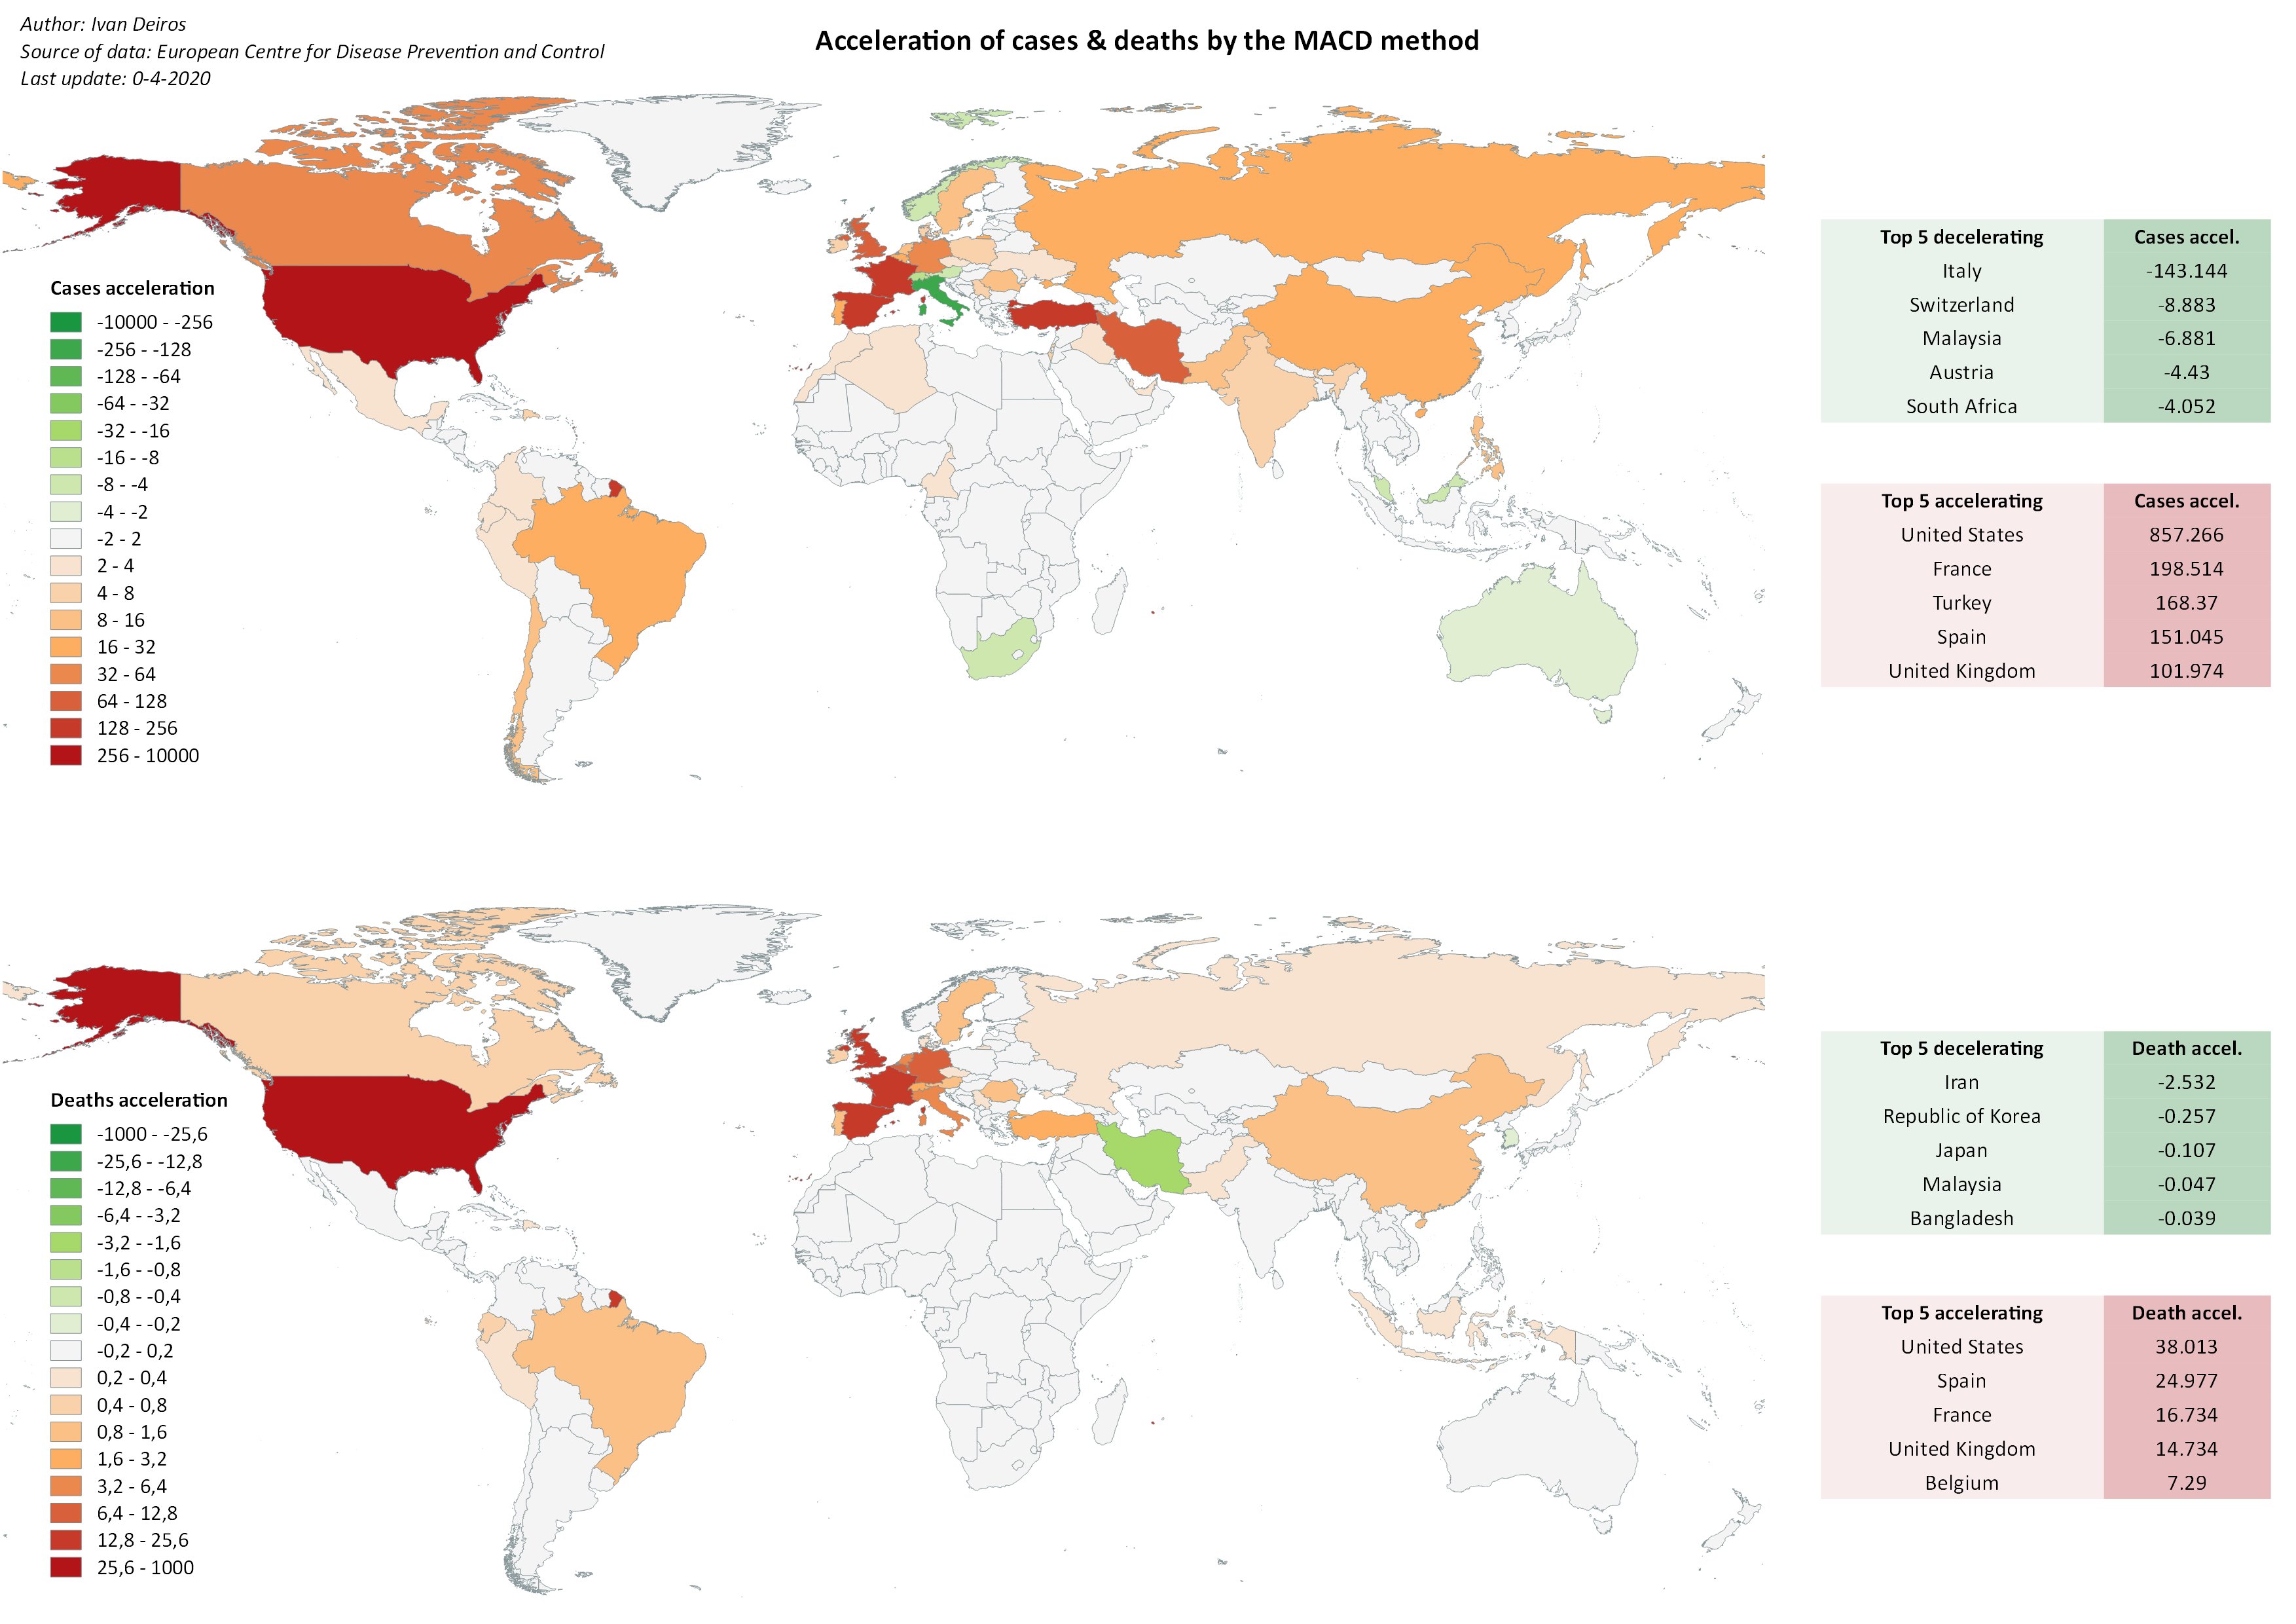 Author: Ivan Deiros
Source of data: European Centre for Disease Prevention and Control
Last update: 0-4-2020
Acceleration of cases & deaths by the MACD method
Cases acceleration
-10000 - -256
-256 - -128
-128 - -64
-64 - -32
-32 - -16
-16 - -8
-8 - -4
-4 - -2
-2 - 2
2 - 4
4 - 8
8 - 16
16 - 32
32 - 64
64 - 128
128 - 256
256 - 10000
Top 5 decelerating Cases accel.
Italy -143.144
Switzerland -8.883
Malaysia -6.881
Austria -4.43
South Africa -4.052
Top 5 accelerating Cases accel.
United States 857.266
France 198.514
Turkey 168.37
Spain 151.045
United Kingdom 101.974
Deaths acceleration
-1000 - -25,6
-25,6 - -12,8
-12,8 - -6,4
-6,4 - -3,2
-3,2 - -1,6
-1,6 - -0,8
-0,8 - -0,4
-0,4 - -0,2
-0,2 - 0,2
0,2 - 0,4
0,4 - 0,8
0,8 - 1,6
1,6 - 3,2
3,2 - 6,4
6,4 - 12,8
12,8 - 25,6
25,6 - 1000
Top 5 decelerating Death accel.
Iran -2.532
Republic of Korea -0.257
Japan -0.107
Malaysia -0.047
Bangladesh -0.039
Top 5 accelerating Death accel.
United States 38.013
Spain 24.977
France 16.734
United Kingdom 14.734
Belgium 7.29